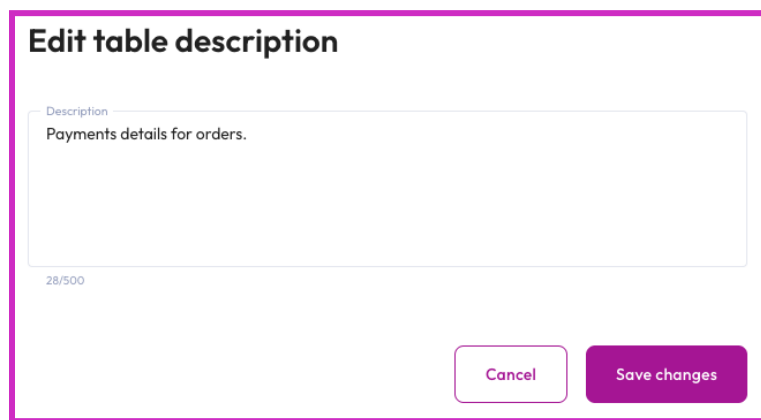 Edit table description
Description
Payments details for orders.
28/500
Cancel
Save changes